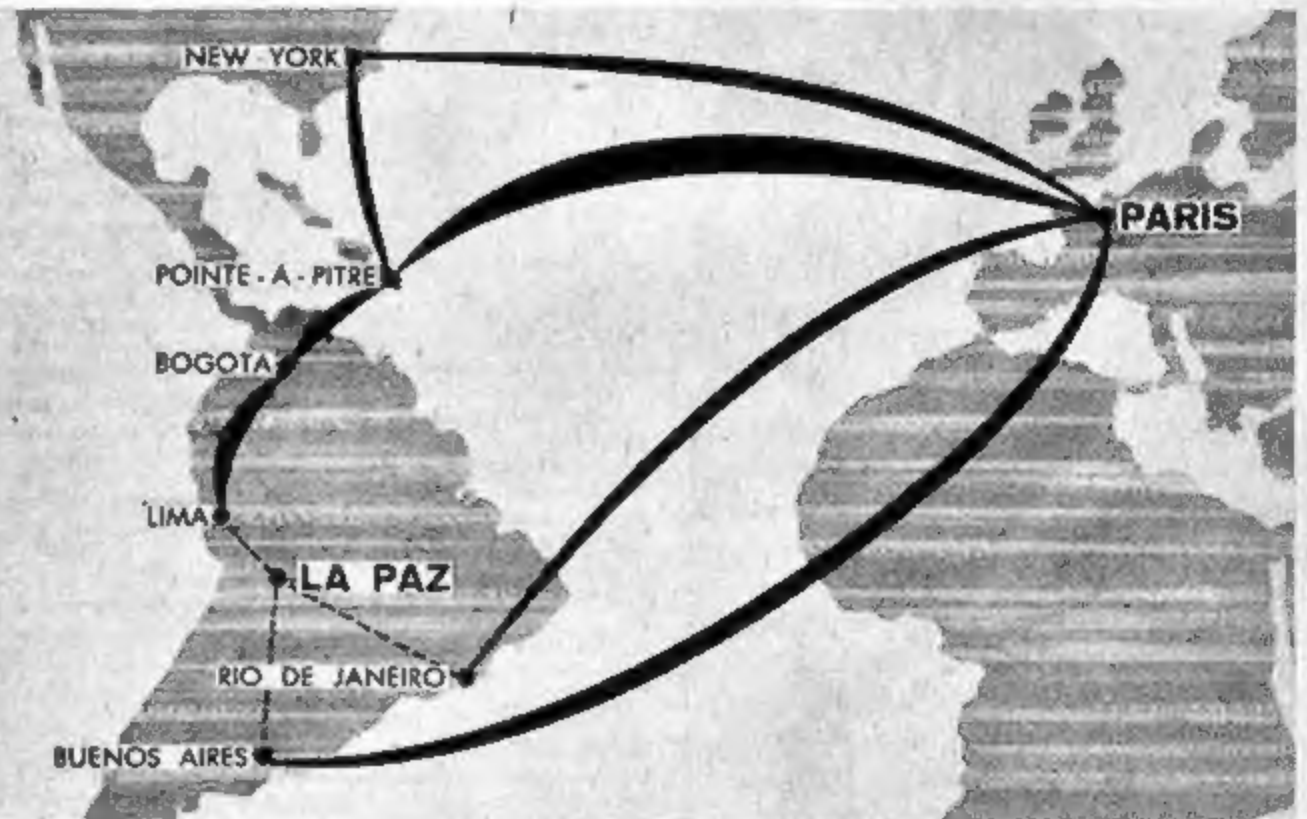 NEW - YORK
PARIS
POINTE - A - PITRE
BOGOTA
LIMA
LA PAZ
RIO DE JANEIRO
BUENOS AIRES